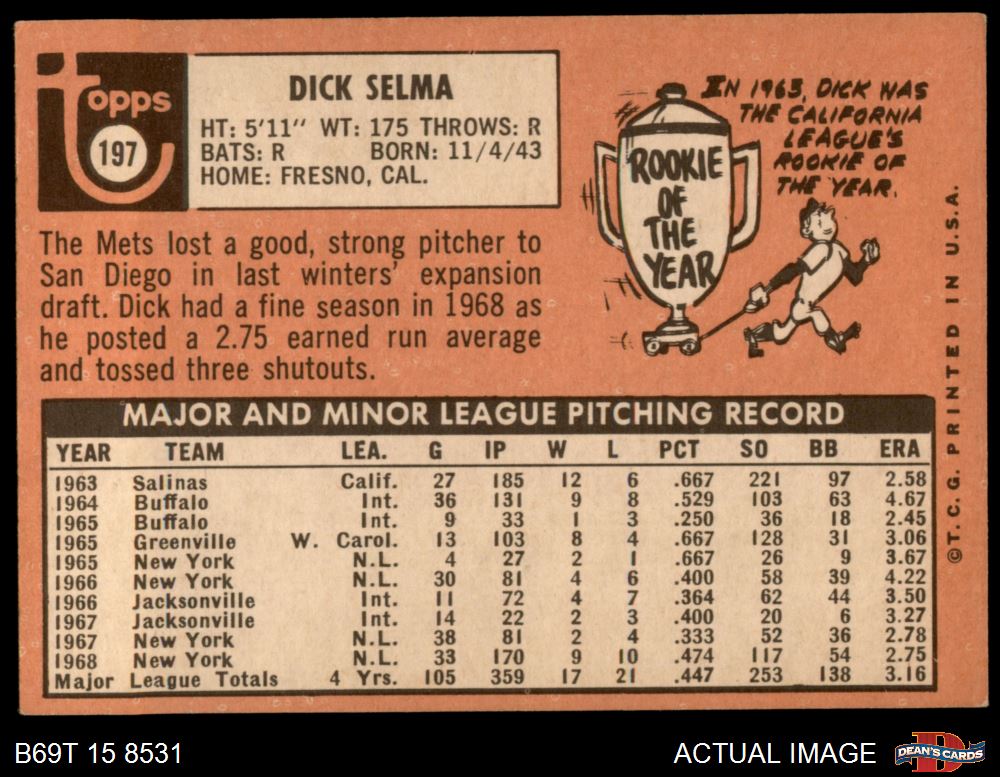 Topps
197
DICK SELMA
HT: 5'11" WT: 175 THROWS: R
BATS: R BORN: 11/4/43
HOME: FRESNO, CAL.
The Mets lost a good, strong pitcher to
San Diego in last winters' expansion
draft. Dick had a fine season in 1968 as
he posted a 2.75 earned run average
and tossed three shutouts.
IN 1963, DICK WAS
THE CALIFORNIA
LEAGUE'S
ROOKIE OF
THE YEAR.
ROOKIE
OF
THE
YEAR
MAJOR AND MINOR LEAGUE PITCHING RECORD
YEAR TEAM LEA. G IP W L PCT SO BB ERA
1963 Salinas Calif. 27 185 12 6 .667 221 97 2.58
1964 Buffalo Int. 36 131 9 8 .529 103 63 4.67
1965 Buffalo Int. 9 33 1 3 .250 36 18 2.45
1965 Greenville W. Carol. 13 103 8 4 .667 128 31 3.06
1965 New York N.L. 4 27 2 1 .667 26 9 3.67
1966 New York N.L. 30 81 4 6 .400 58 39 4.22
1966 Jacksonville Int. 11 72 4 7 .364 62 44 3.50
1967 Jacksonville Int. 14 22 2 3 .400 20 6 3.27
1967 New York N.L. 38 81 2 4 .333 52 36 2.78
1968 New York N.L. 33 170 9 10 .474 117 54 2.75
Major League Totals 4 Yrs. 105 359 17 21 .447 253 138 3.16
©T.C.G. PRINTED IN U.S.A.
B69T 15 8531
ACTUAL IMAGE
D
DEAN'S CARDS